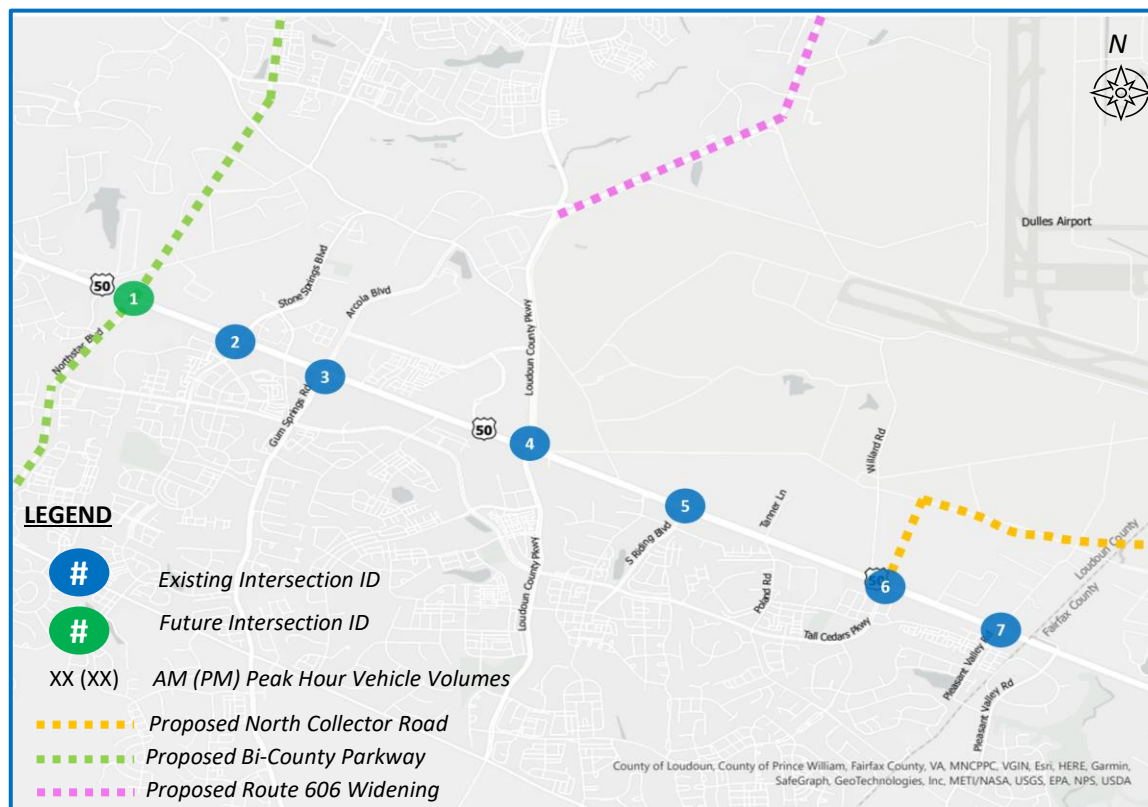 N
Dulles Airport
Stone Springs Blvd
Arcola Blvd
50
1
Loudoun County Pkwy
2
Northstar Blvd
3
Gum Springs Rd
50
4
Willard Rd
5
Tanner Ln
S Riding Blvd
LEGEND
Loudoun County
Fairfax County
# Existing Intersection ID
Loudoun County Pkwy
Poland Rd
50
6
Tall Cedars Pkwy
7
# Future Intersection ID
Pleasant Valley Rd
Pleasant Valley Rd
XX (XX) AM (PM) Peak Hour Vehicle Volumes
Proposed North Collector Road
Proposed Bi-County Parkway
Proposed Route 606 Widening
County of Loudoun, County of Prince William, Fairfax County, VA, MNCPPC, VGIN, Esri, HERE, Garmin,
SafeGraph, GeoTechnologies, Inc, METI/NASA, USGS, EPA, NPS, USDA